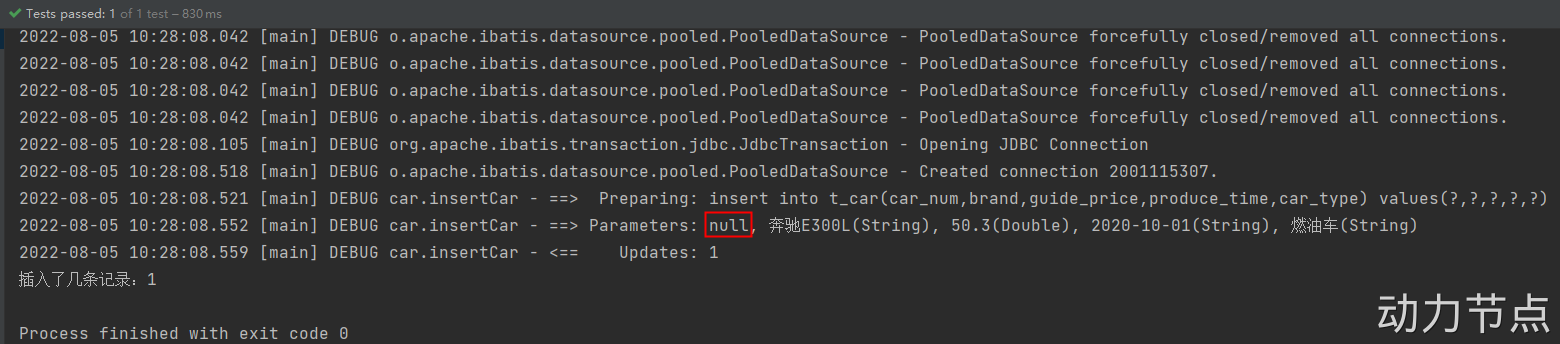 Tests passed: 1 of 1 test – 830 ms
2022-08-05 10:28:08.042 [main] DEBUG o.apache.ibatis.datasource.pooled.PooledDataSource - PooledDataSource forcefully closed/removed all connections.
2022-08-05 10:28:08.042 [main] DEBUG o.apache.ibatis.datasource.pooled.PooledDataSource - PooledDataSource forcefully closed/removed all connections.
2022-08-05 10:28:08.042 [main] DEBUG o.apache.ibatis.datasource.pooled.PooledDataSource - PooledDataSource forcefully closed/removed all connections.
2022-08-05 10:28:08.042 [main] DEBUG o.apache.ibatis.datasource.pooled.PooledDataSource - PooledDataSource forcefully closed/removed all connections.
2022-08-05 10:28:08.105 [main] DEBUG org.apache.ibatis.transaction.jdbc.JdbcTransaction - Opening JDBC Connection
2022-08-05 10:28:08.518 [main] DEBUG o.apache.ibatis.datasource.pooled.PooledDataSource - Created connection 2001115307.
2022-08-05 10:28:08.521 [main] DEBUG car.insertCar - ==>  Preparing: insert into t_car(car_num,brand,guide_price,produce_time,car_type) values(?,?,?,?,?)
2022-08-05 10:28:08.552 [main] DEBUG car.insertCar - ==> Parameters: null, 奔驰E300L(String), 50.3(Double), 2020-10-01(String), 燃油车(String)
2022-08-05 10:28:08.559 [main] DEBUG car.insertCar - <==    Updates: 1
插入了几条记录：1
Process finished with exit code 0
动力节点